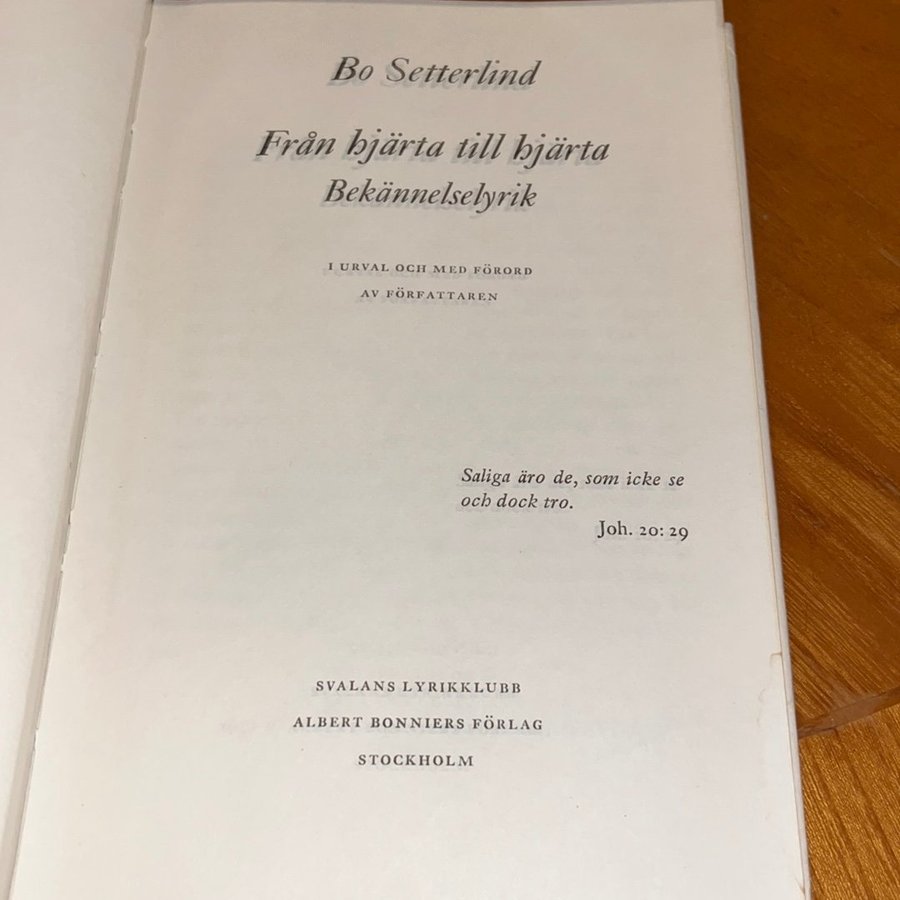 Bo Setterlind
Från hjärta till hjärta
Bekännelselyrik
I URVAL OCH MED FÖRORD
AV FÖRFATTAREN
Saliga äro de, som icke se
och dock tro.
Joh. 20: 29
SVALANS LYRIKKLUBB
ALBERT BONNIERS FÖRLAG
STOCKHOLM